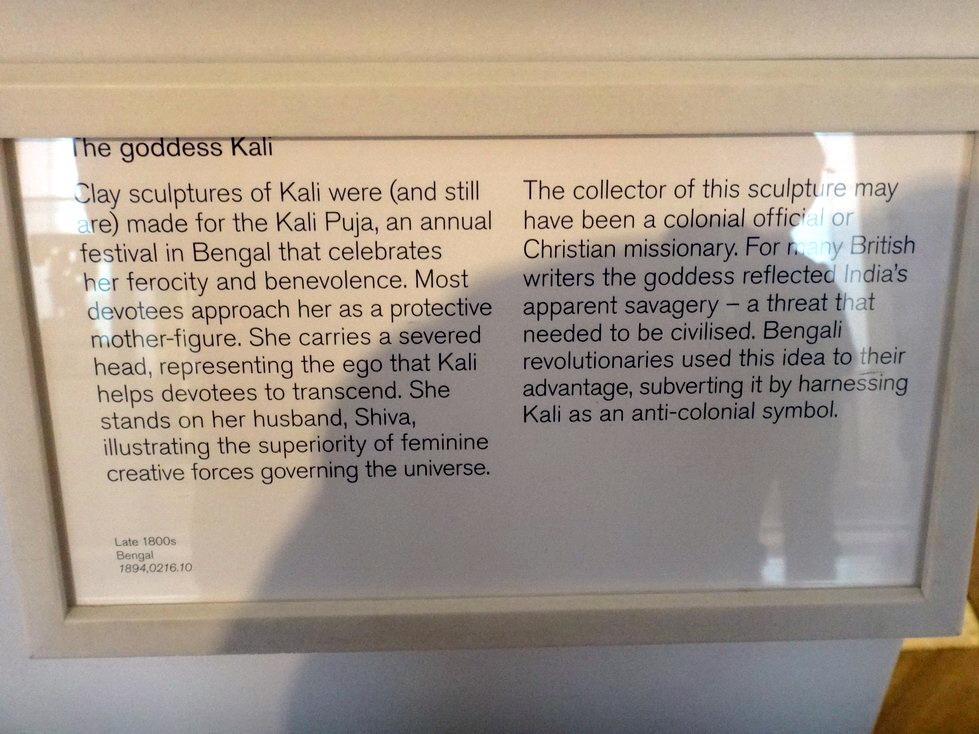 The goddess Kali
Clay sculptures of Kali were (and still
are) made for the Kali Puja, an annual
festival in Bengal that celebrates
her ferocity and benevolence. Most
devotees approach her as a protective
mother-figure. She carries a severed
head, representing the ego that Kali
helps devotees to transcend. She
stands on her husband, Shiva,
illustrating the superiority of feminine
creative forces governing the universe.
Late 1800s
Bengal
1894,0216.10
The collector of this sculpture may
have been a colonial official or
Christian missionary. For many British
writers the goddess reflected India's
apparent savagery – a threat that
needed to be civilised. Bengali
revolutionaries used this idea to their
advantage, subverting it by harnessing
Kali as an anti-colonial symbol.